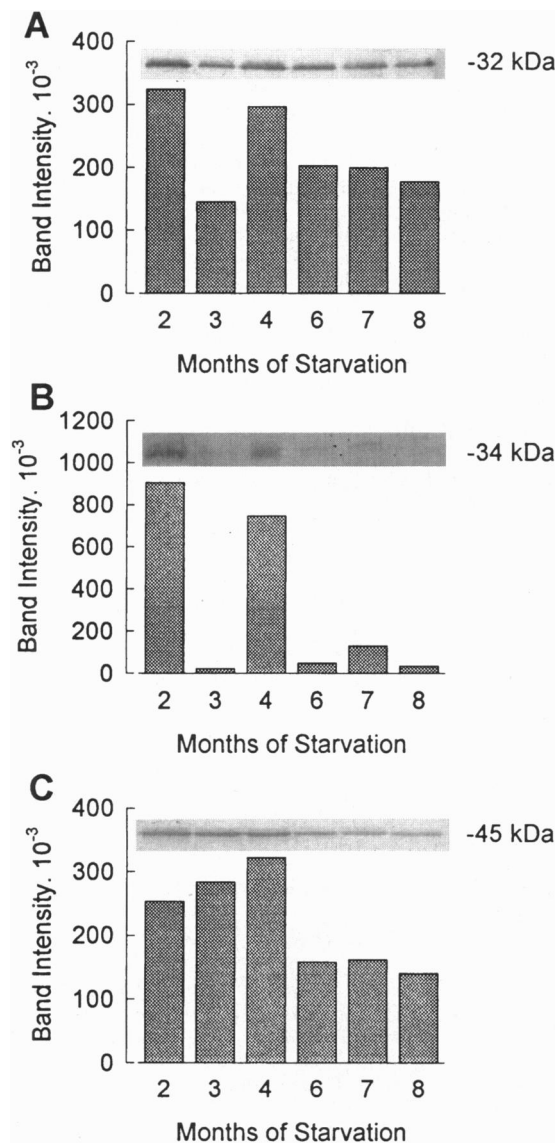 A
400
300
200
100
0
Band Intensity. 10-3
-32 kDa
2 3 4 6 7 8
Months of Starvation
B
1200
1000
800
600
400
200
0
Band Intensity. 10-3
-34 kDa
2 3 4 6 7 8
Months of Starvation
C
400
300
200
100
0
Band Intensity. 10-3
-45 kDa
2 3 4 6 7 8
Months of Starvation